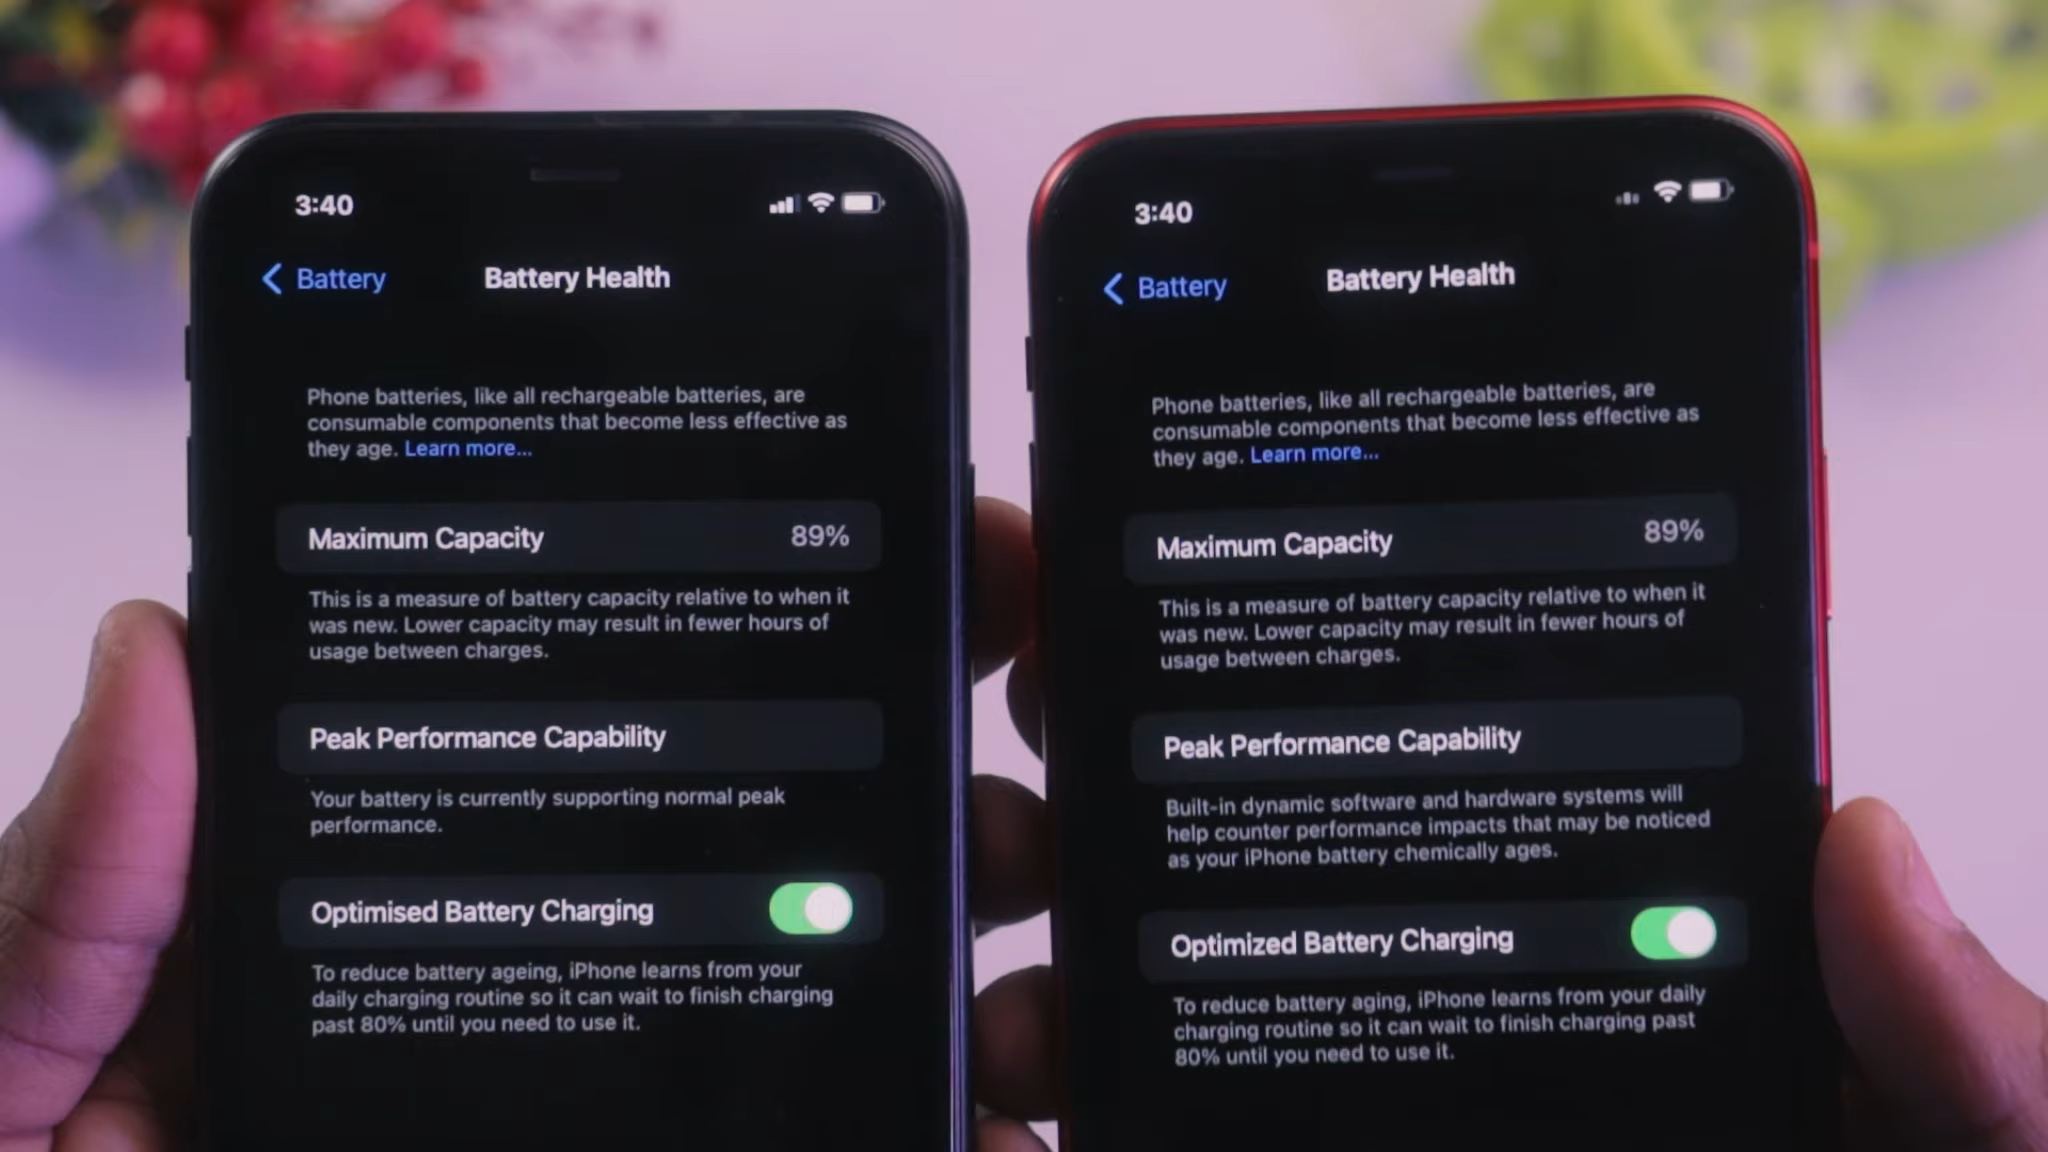 3:40
Battery
Battery Health
Phone batteries, like all rechargeable batteries, are
consumable components that become less effective as
they age. Learn more...
Maximum Capacity
89%
This is a measure of battery capacity relative to when it
was new. Lower capacity may result in fewer hours of
usage between charges.
Peak Performance Capability
Your battery is currently supporting normal peak
performance.
Optimised Battery Charging
To reduce battery ageing, iPhone learns from your
daily charging routine so it can wait to finish charging
past 80% until you need to use it.
3:40
Battery
Battery Health
Phone batteries, like all rechargeable batteries, are
consumable components that become less effective as
they age. Learn more...
Maximum Capacity
89%
This is a measure of battery capacity relative to when it
was new. Lower capacity may result in fewer hours of
usage between charges.
Peak Performance Capability
Built-in dynamic software and hardware systems will
help counter performance impacts that may be noticed
as your iPhone battery chemically ages.
Optimized Battery Charging
To reduce battery aging, iPhone learns from your daily
charging routine so it can wait to finish charging past
80% until you need to use it.